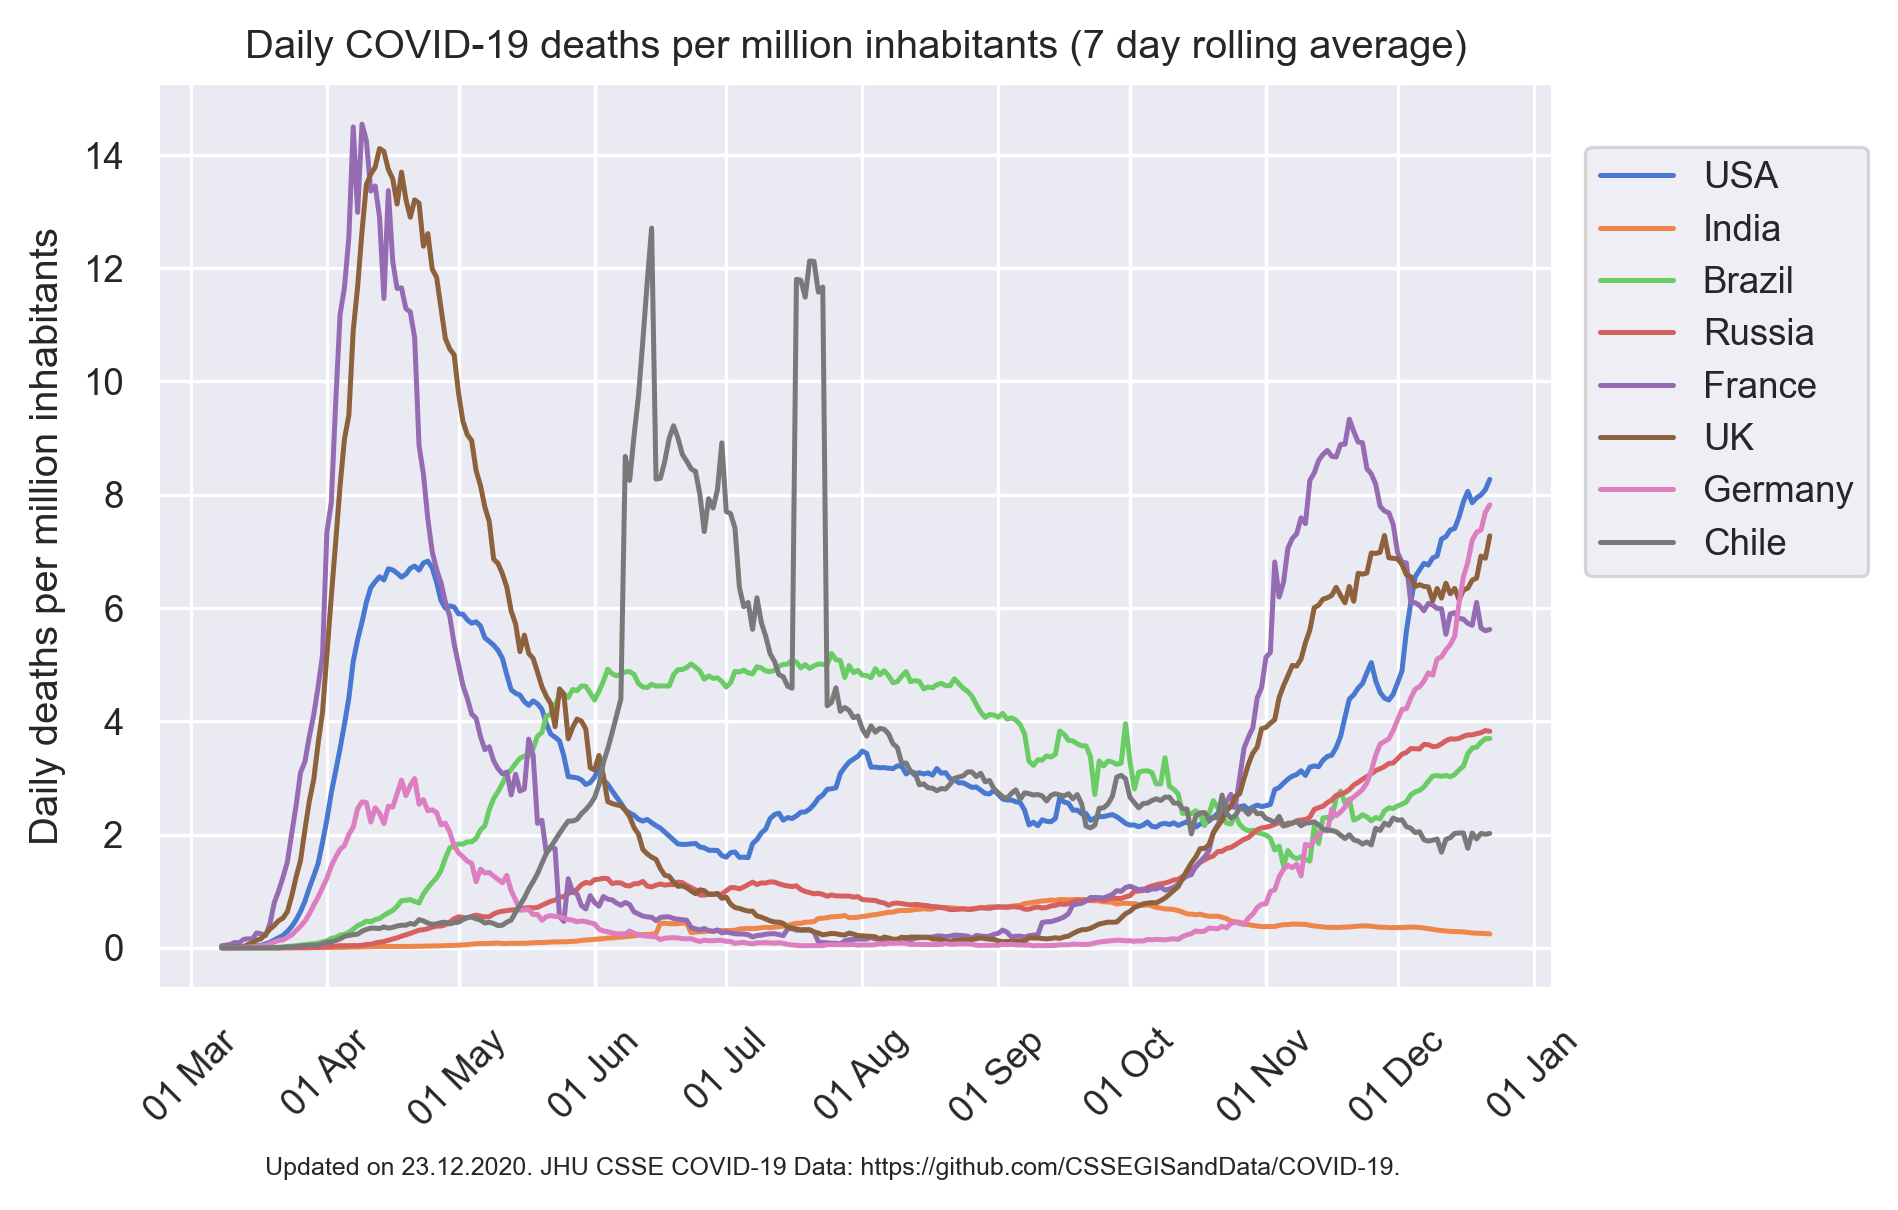 Daily COVID-19 deaths per million inhabitants (7 day rolling average)
Daily deaths per million inhabitants
14
12
10
8
6
4
2
0
01 Mar
01 Apr
01 May
01 Jun
01 Jul
01 Aug
01 Sep
01 Oct
01 Nov
01 Dec
01 Jan
USA
India
Brazil
Russia
France
UK
Germany
Chile
Updated on 23.12.2020. JHU CSSE COVID-19 Data: https://github.com/CSSEGISandData/COVID-19.